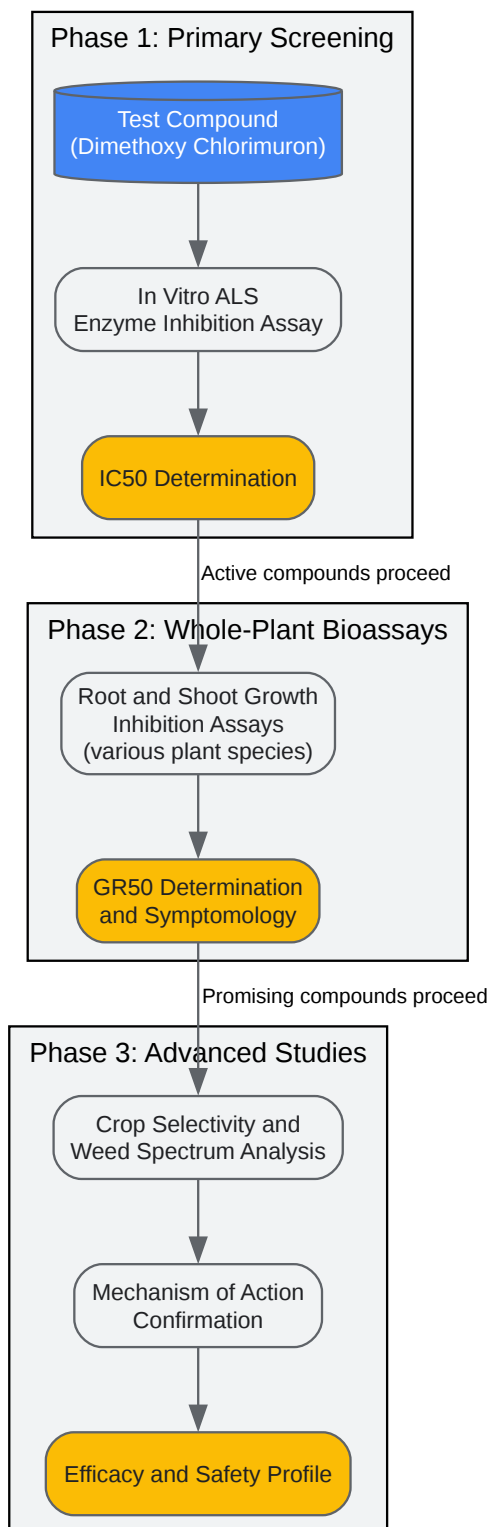 Phase 1: Primary Screening
Test Compound
(Dimethoxy Chlorimuron)
In Vitro ALS
Enzyme Inhibition Assay
IC50 Determination
Active compounds proceed
Phase 2: Whole-Plant Bioassays
Root and Shoot Growth
Inhibition Assays
(various plant species)
GR50 Determination
and Symptomology
Promising compounds proceed
Phase 3: Advanced Studies
Crop Selectivity and
Weed Spectrum Analysis
Mechanism of Action
Confirmation
Efficacy and Safety Profile